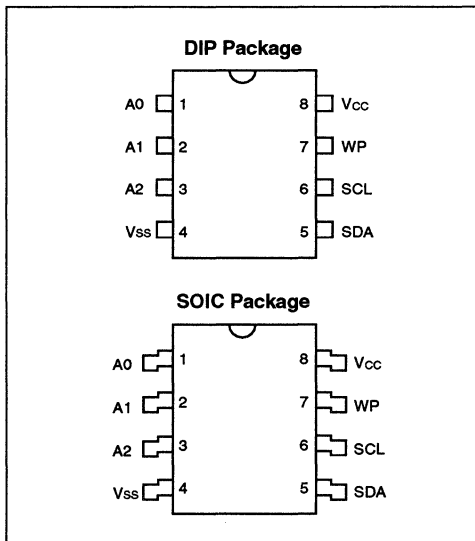 DIP Package
A0 1 8 Vcc
A1 2 7 WP
A2 3 6 SCL
Vss 4 5 SDA
SOIC Package
A0 1 8 Vcc
A1 2 7 WP
A2 3 6 SCL
Vss 4 5 SDA